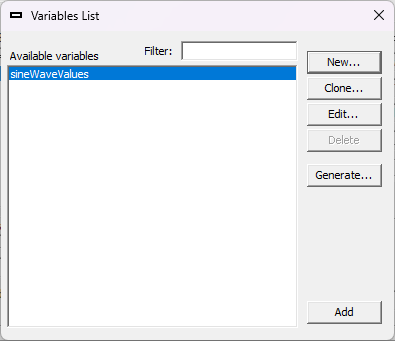 Variables List
Filter:
Available variables
sineWaveValues
New...
Clone...
Edit...
Delete
Generate...
Add